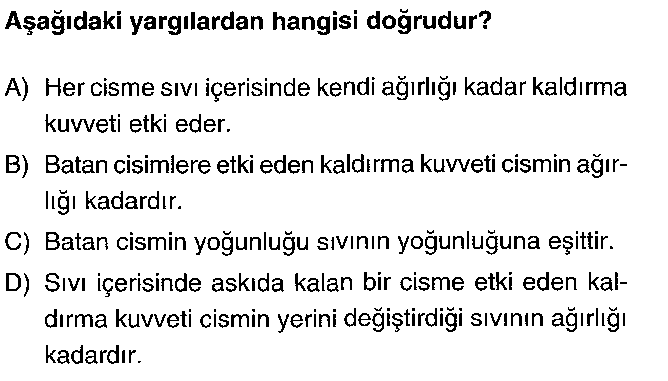 Aşağıdaki yargılardan hangisi doğrudur?
A) Her cisme sıvı içerisinde kendi ağırlığı kadar kaldırma
kuvveti etki eder.
B) Batan cisimlere etki eden kaldırma kuvveti cismin ağır-
lığı kadardır.
C) Batan cismin yoğunluğu sıvının yoğunluğuna eşittir.
D) Sıvı içerisinde askıda kalan bir cisme etki eden kal-
dırma kuvveti cismin yerini değiştirdiği sıvının ağırlığı
kadardır.